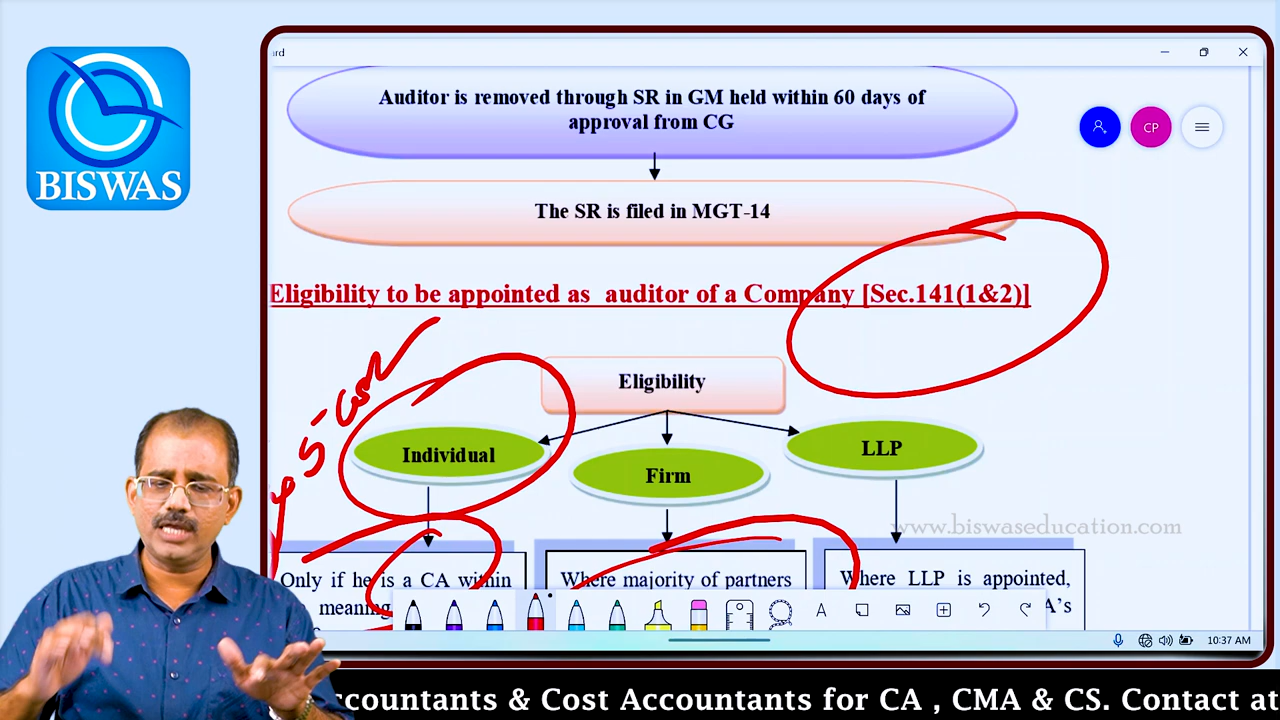 ard
Auditor is removed through SR in GM held within 60 days of
approval from CG
CP
The SR is filed in MGT-14
Eligibility to be appointed as auditor of a Company [Sec.141(1&2)]
Eligibility
Individual
Firm
LLP
www.biswaseducation.com
Only if he is a CA within
meaning
Where majority of partners
Where LLP is appointed,
A's
A
10:37 AM
BISWAS
ccountants & Cost Accountants for CA , CMA & CS. Contact at